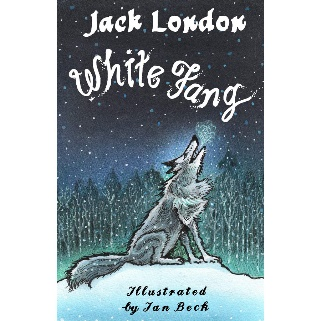 Jack London
White Fang
Illustrated
by Ian Beck